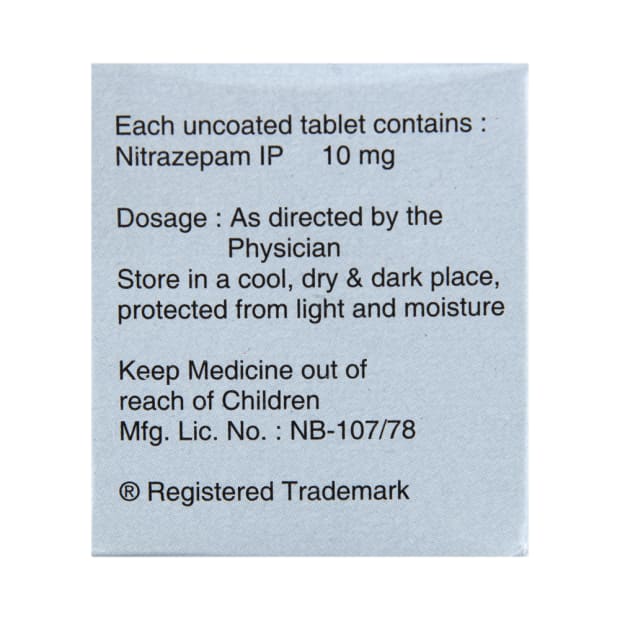 Each uncoated tablet contains :
Nitrazepam IP 10 mg
Dosage : As directed by the
Physician
Store in a cool, dry & dark place,
protected from light and moisture
Keep Medicine out of
reach of Children
Mfg. Lic. No. : NB-107/78
® Registered Trademark